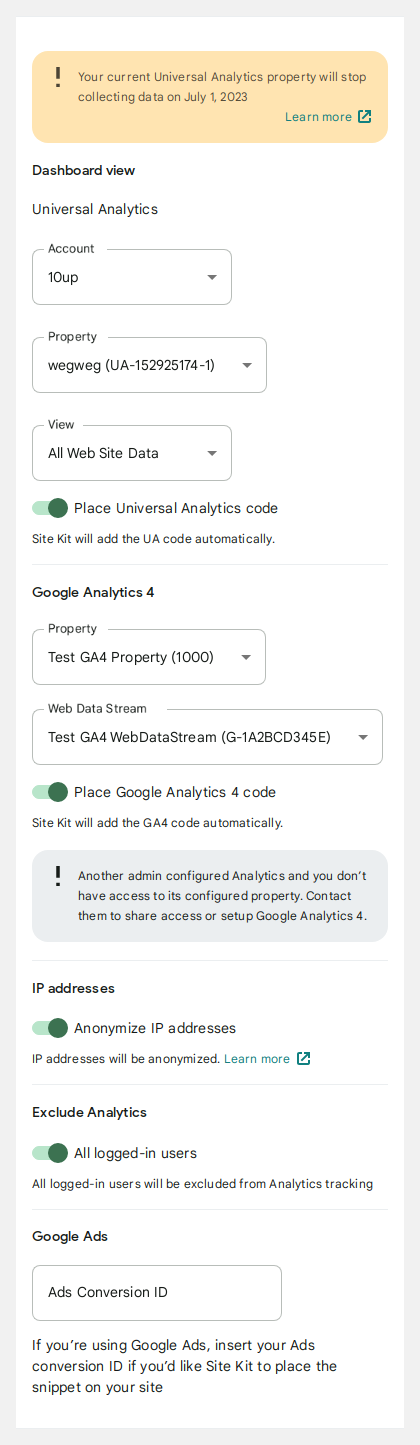 Your current Universal Analytics property will stop
collecting data on July 1, 2023
Learn more
Dashboard view
Universal Analytics
Account
10up
Property
wegweg (UA-152925174-1)
View
All Web Site Data
Place Universal Analytics code
Site Kit will add the UA code automatically.
Google Analytics 4
Property
Test GA4 Property (1000)
Web Data Stream
Test GA4 WebDataStream (G-1A2BCD345E)
Place Google Analytics 4 code
Site Kit will add the GA4 code automatically.
Another admin configured Analytics and you don’t
have access to its configured property. Contact
them to share access or setup Google Analytics 4.
IP addresses
Anonymize IP addresses
IP addresses will be anonymized. Learn more
Exclude Analytics
All logged-in users
All logged-in users will be excluded from Analytics tracking
Google Ads
Ads Conversion ID
If you’re using Google Ads, insert your Ads
conversion ID if you’d like Site Kit to place the
snippet on your site